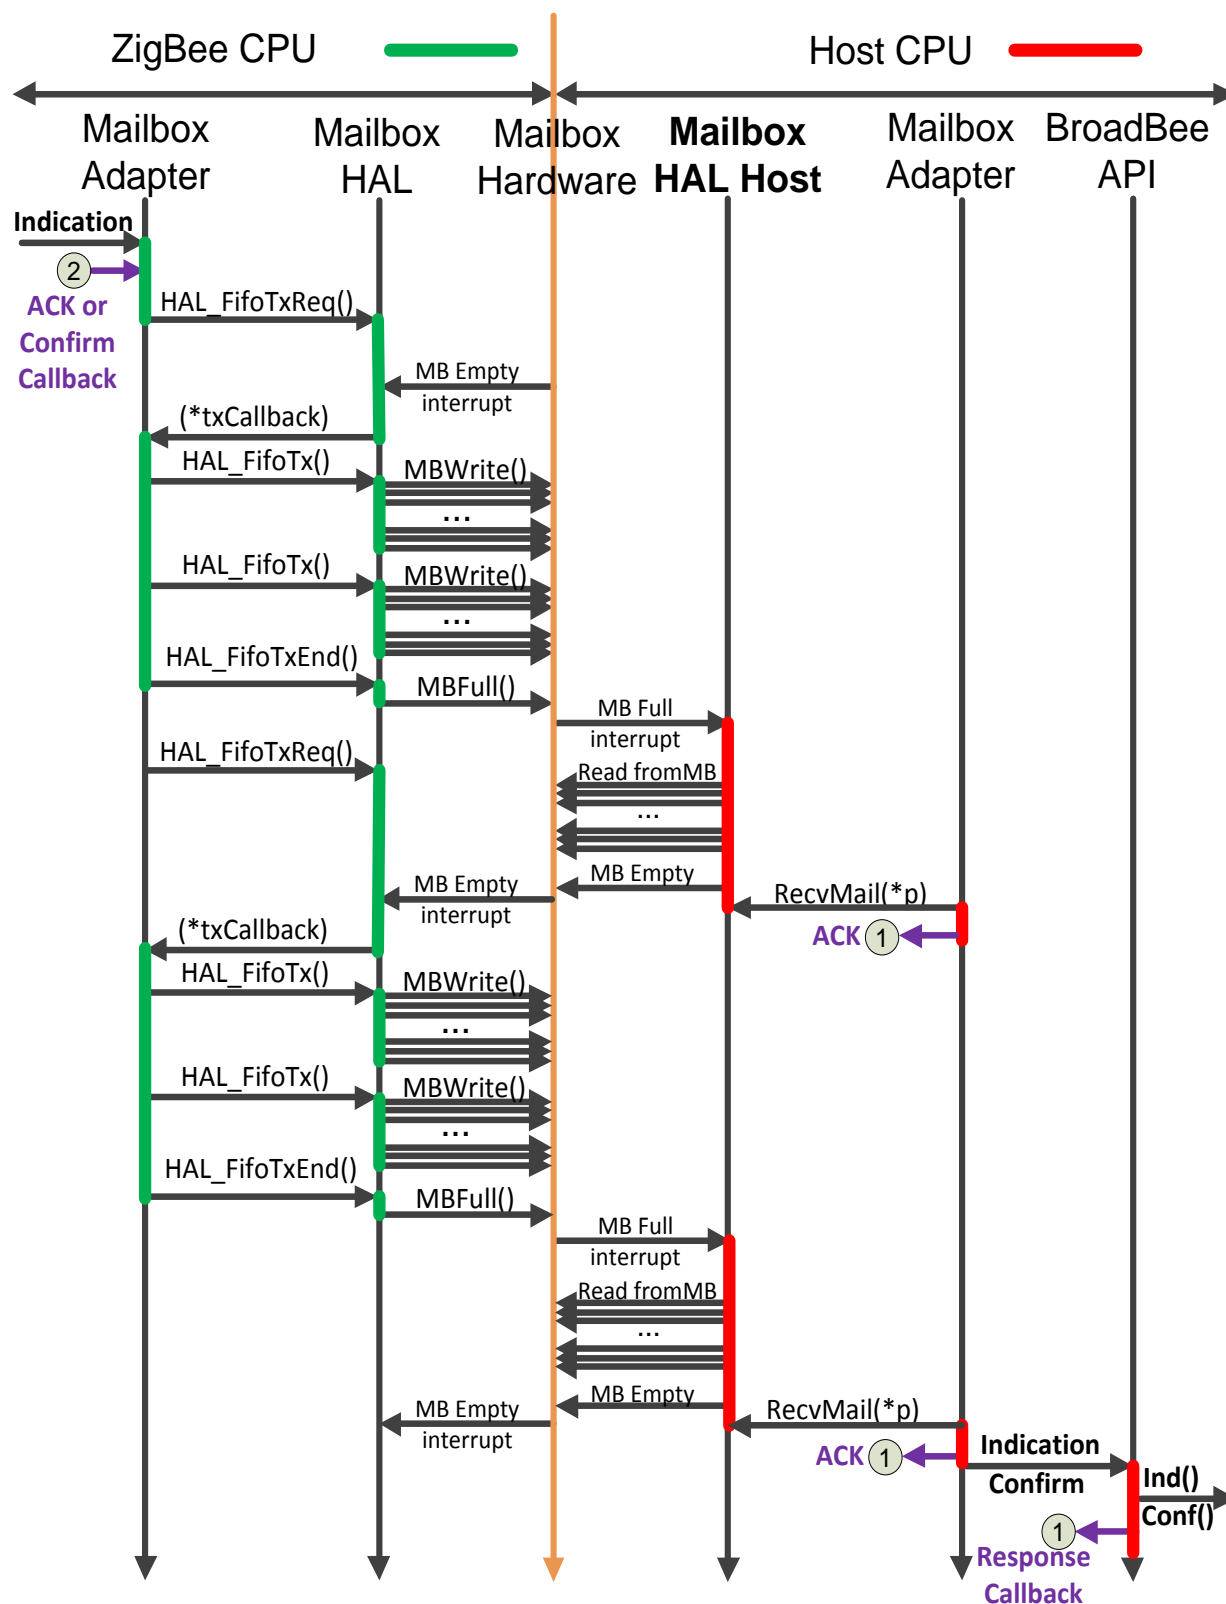 ZigBee CPU
Host CPU
Mailbox
Adapter
Mailbox
HAL
Mailbox
Hardware
Mailbox
HAL Host
Mailbox
Adapter
BroadBee
API
Indication
2
ACK or
Confirm
Callback
HAL_FifoTxReq()
MB Empty
interrupt
(*txCallback)
HAL_FifoTx()
MBWrite()
...
HAL_FifoTx()
MBWrite()
...
HAL_FifoTxEnd()
MBFull()
MB Full
interrupt
HAL_FifoTxReq()
Read fromMB
...
MB Empty
MB Empty
interrupt
RecvMail(*p)
ACK 1
(*txCallback)
HAL_FifoTx()
MBWrite()
...
HAL_FifoTx()
MBWrite()
...
HAL_FifoTxEnd()
MBFull()
MB Full
interrupt
Read fromMB
...
MB Empty
MB Empty
interrupt
RecvMail(*p)
ACK 1
Indication
Confirm
Ind()
Conf()
1
Response
Callback